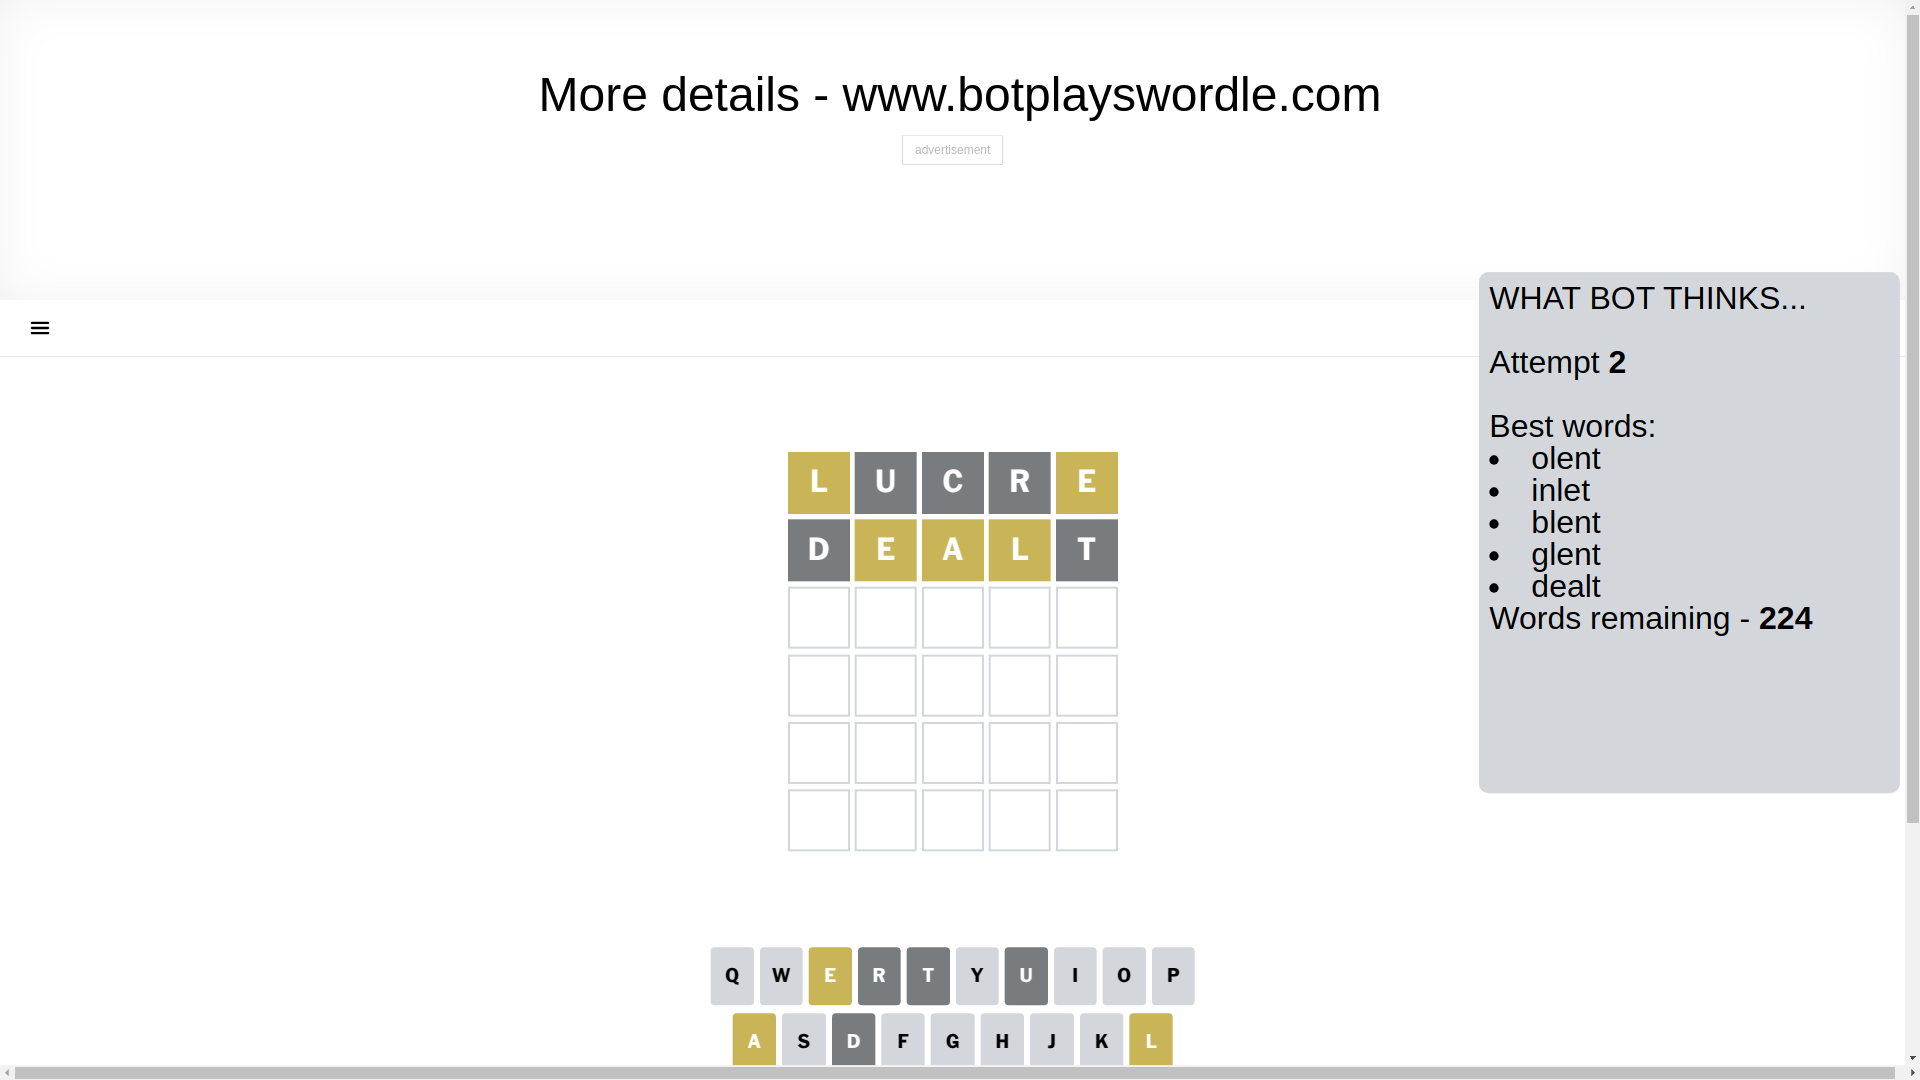 More details - www.botplayswordle.com
advertisement
WHAT BOT THINKS...
Attempt 2
Best words:
• olent
• inlet
• blent
• glent
• dealt
Words remaining - 224
L U C R E
D E A L T
Q W E R T Y U I O P
A S D F G H J K L